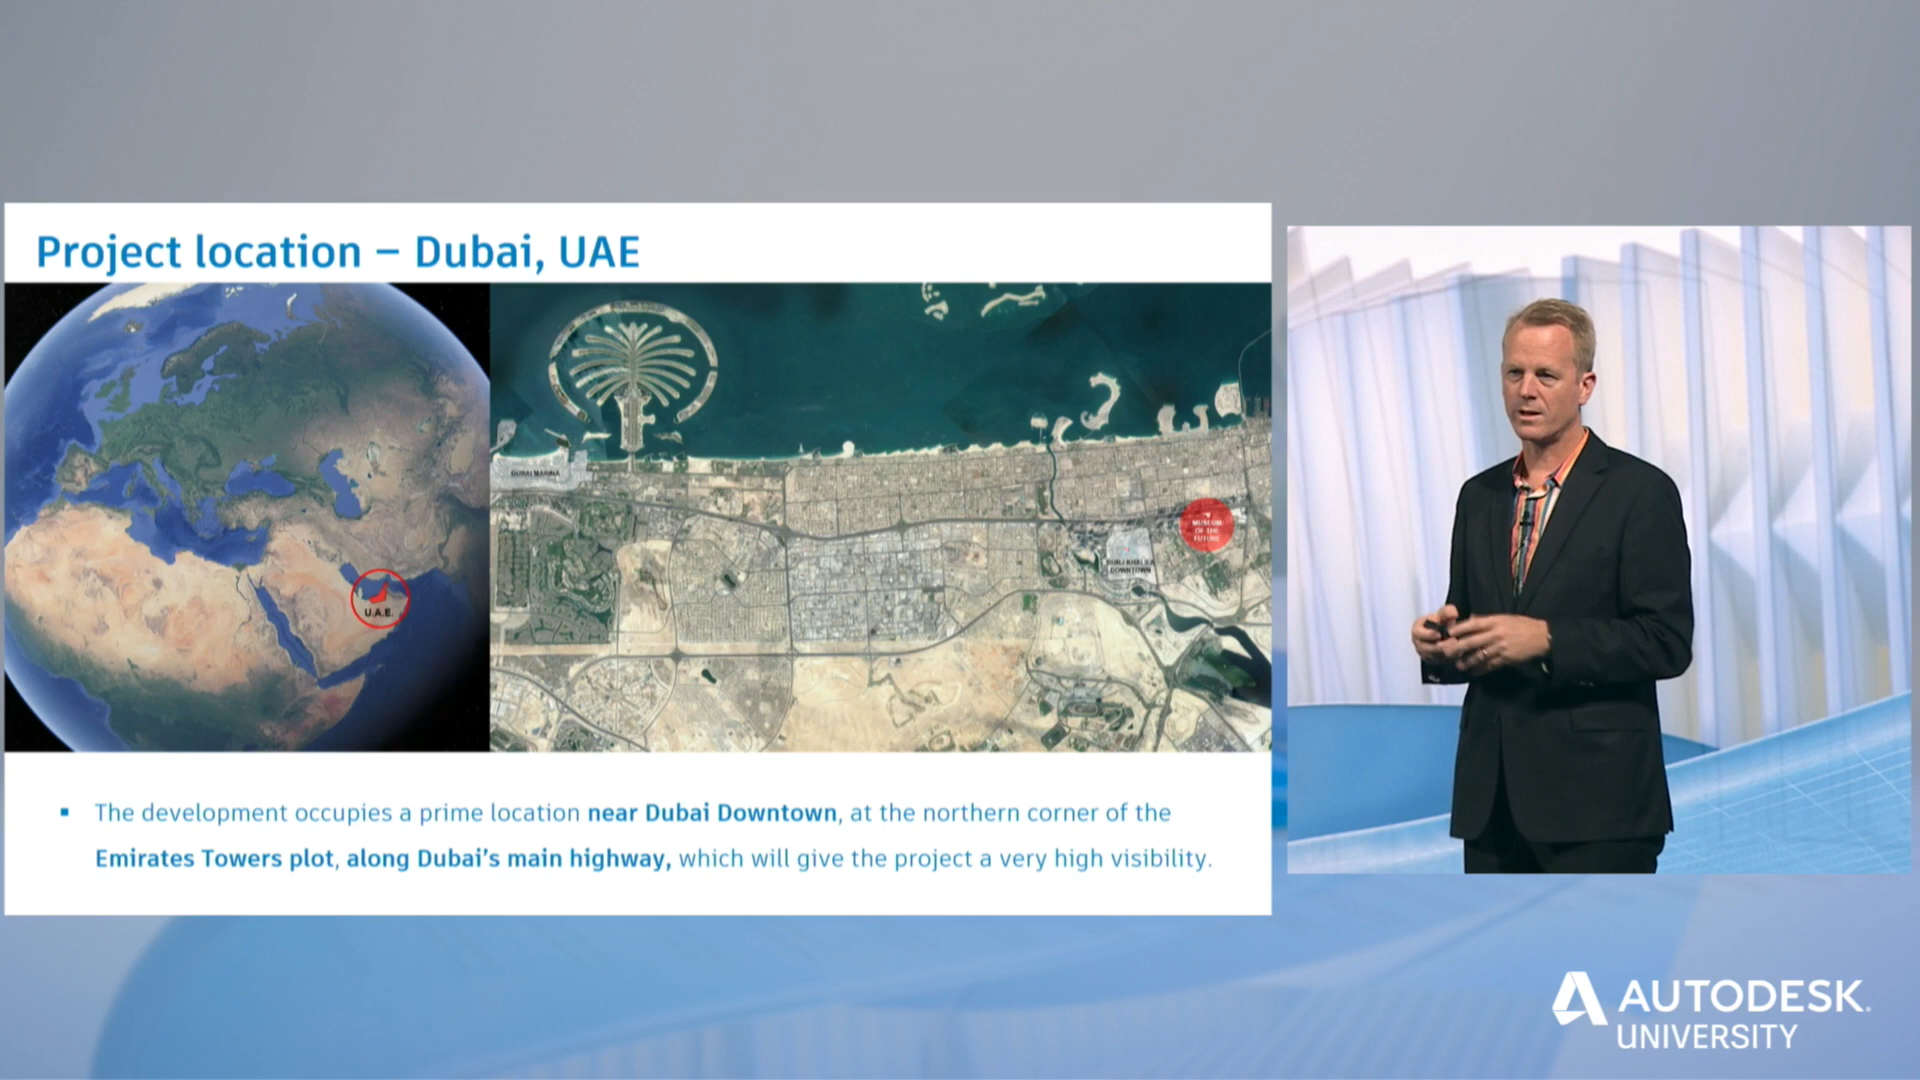 Project location – Dubai, UAE
U.A.E.
DUBAI MARINA
MUSEUM
OF THE
FUTURE
BURJ KHALIFA
DOWNTOWN
▪ The development occupies a prime location near Dubai Downtown, at the northern corner of the
Emirates Towers plot, along Dubai's main highway, which will give the project a very high visibility.
AUTODESK®
UNIVERSITY